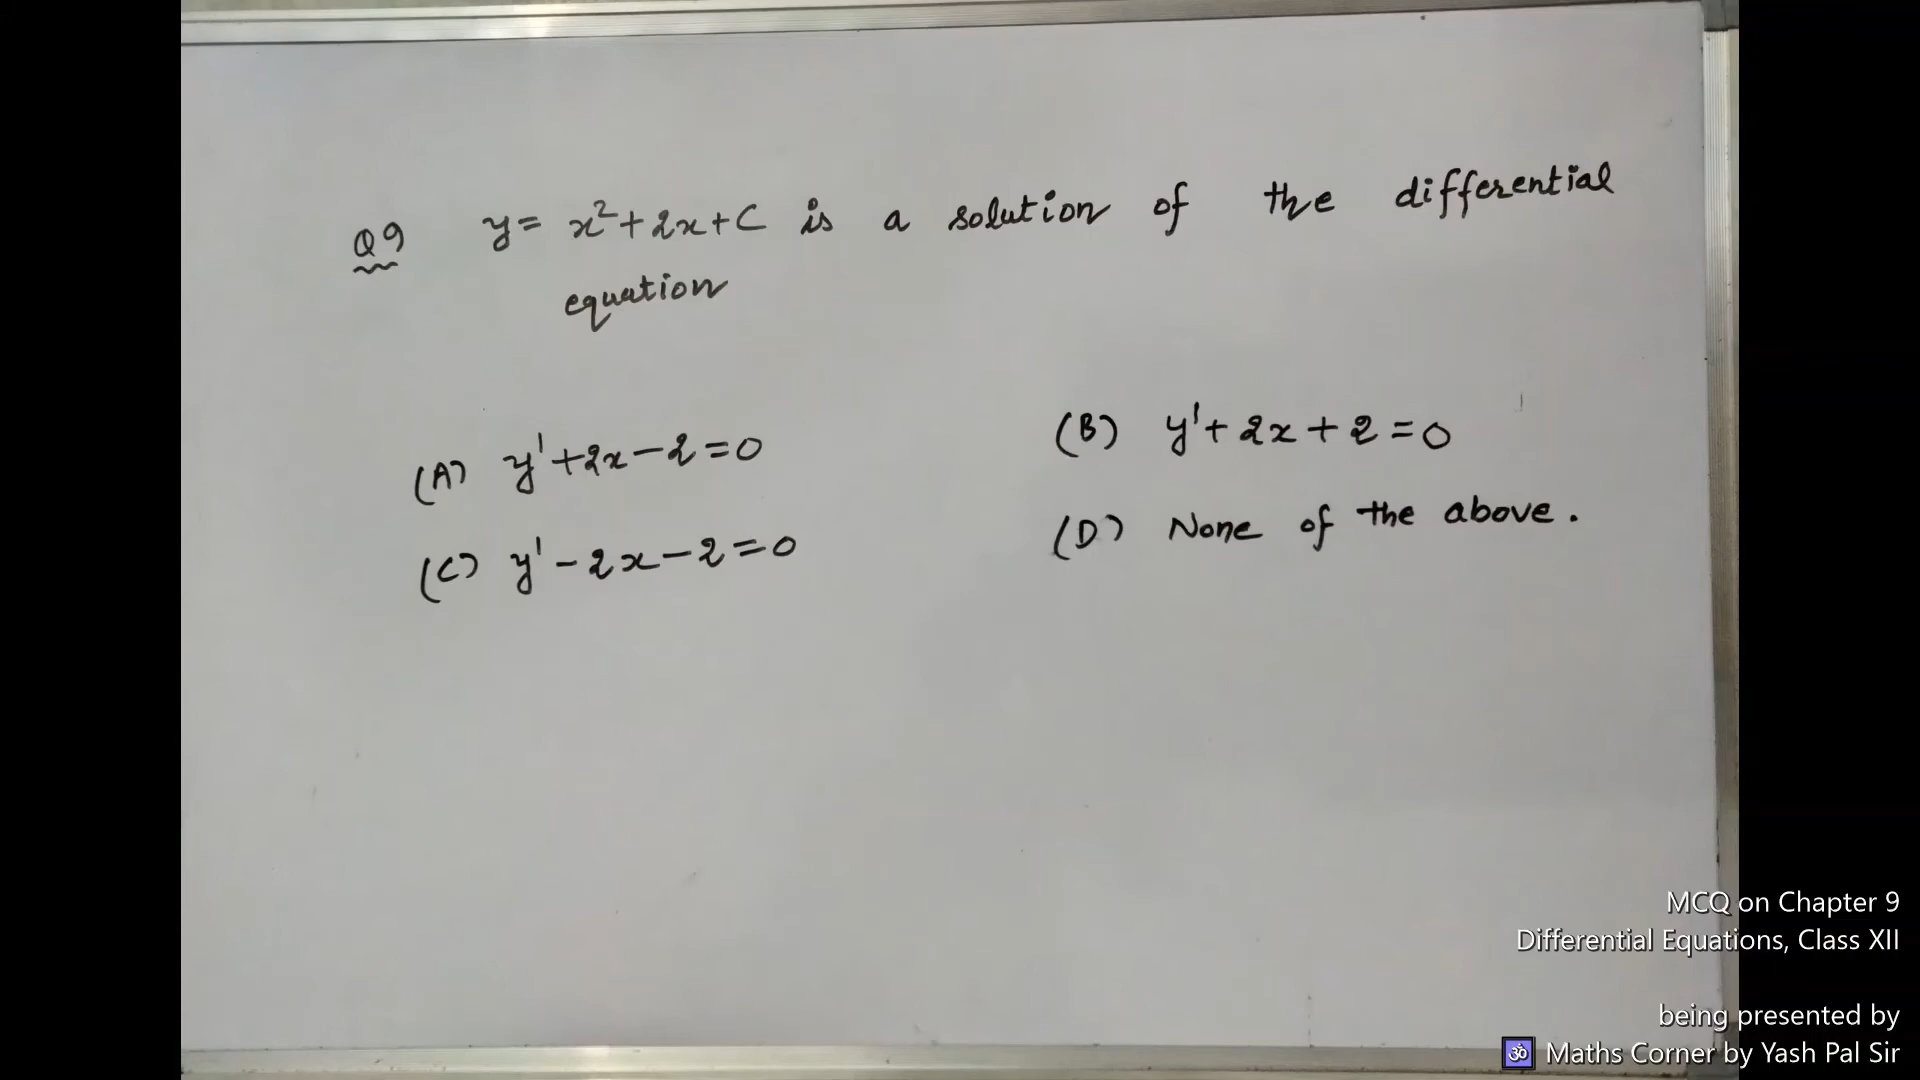 Q9 y = x²+2x+C is a solution of the differential
equation
(A) y'+2x-2=0
(B) y'+2x+2=0
(C) y'-2x-2=0
(D) None of the above.
MCQ on Chapter 9
Differential Equations, Class XII
being presented by
ॐ Maths Corner by Yash Pal Sir